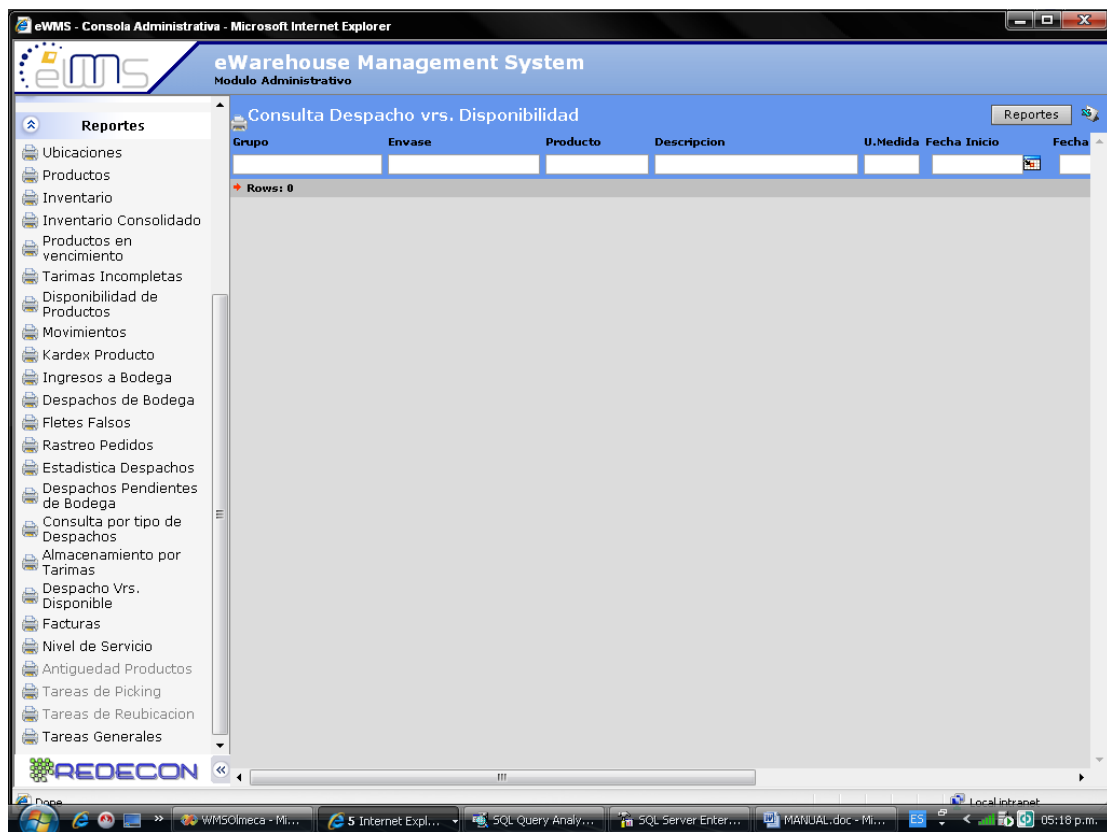 eWMS - Consola Administrativa - Microsoft Internet Explorer
eWMS
eWarehouse Management System
Modulo Administrativo
Reportes
Ubicaciones
Productos
Inventario
Inventario Consolidado
Productos en
vencimiento
Tarimas Incompletas
Disponibilidad de
Productos
Movimientos
Kardex Producto
Ingresos a Bodega
Despachos de Bodega
Fletes Falsos
Rastreo Pedidos
Estadistica Despachos
Despachos Pendientes
de Bodega
Consulta por tipo de
Despachos
Almacenamiento por
Tarimas
Despacho Vrs.
Disponible
Facturas
Nivel de Servicio
Antiguedad Productos
Tareas de Picking
Tareas de Reubicacion
Tareas Generales
REDECON
Consulta Despacho vrs. Disponibilidad
Reportes
Grupo Envase Producto Descripcion U.Medida Fecha Inicio Fecha
Rows: 0
Done Local intranet
WMSOlmeca - Mi... 5 Internet Expl... SQL Query Analy... SQL Server Enter... MANUAL.doc - Mi... ES 05:18 p.m.